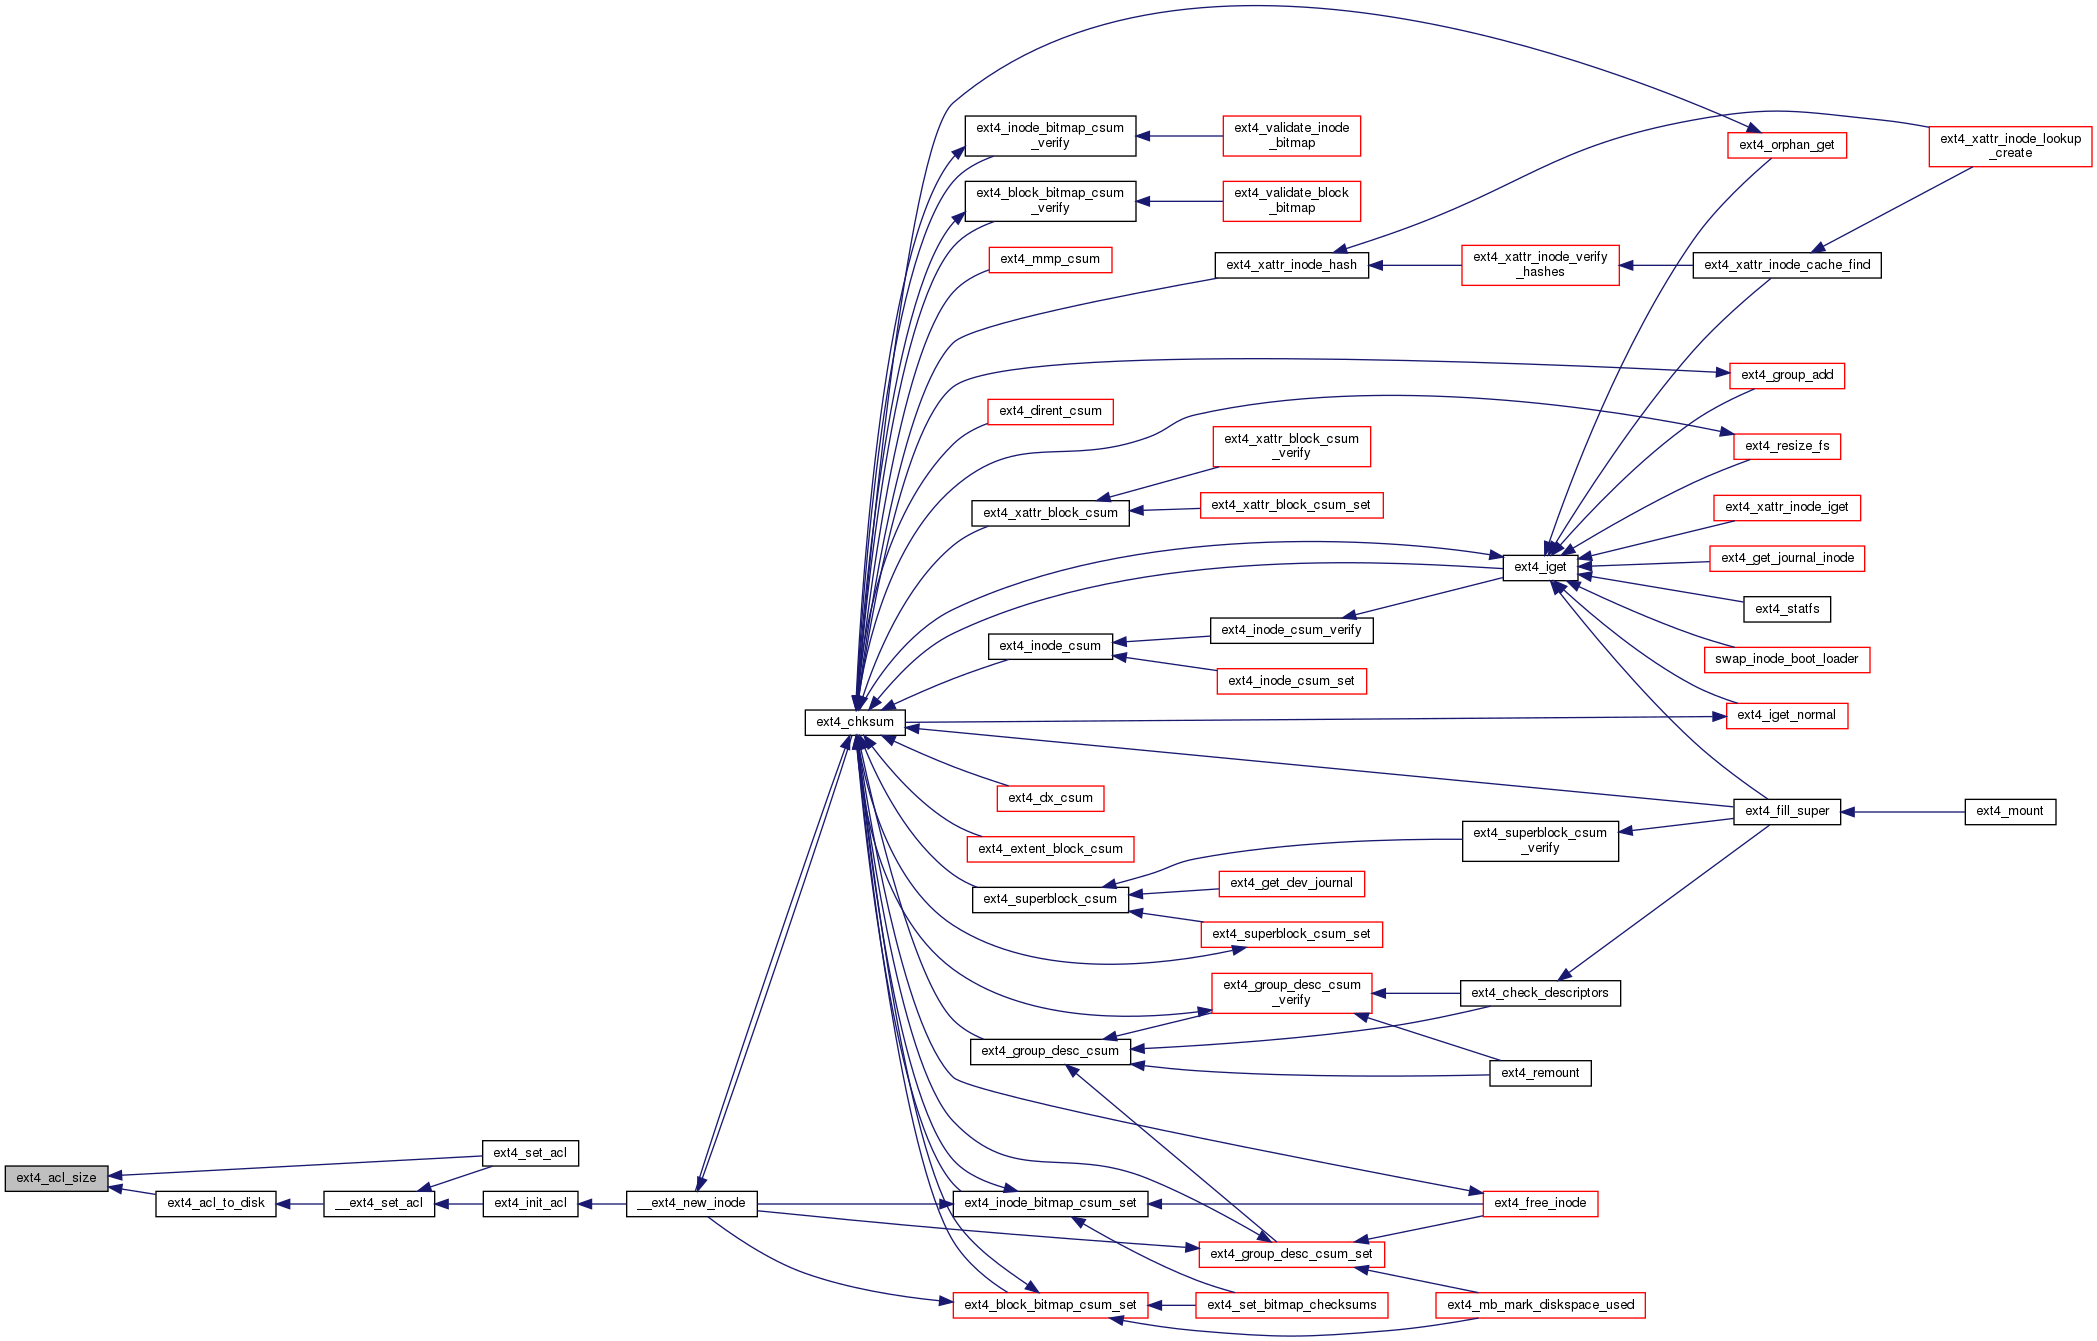 ext4_inode_bitmap_csum
_verify
ext4_validate_inode
_bitmap
ext4_orphan_get
ext4_xattr_inode_lookup
_create
ext4_block_bitmap_csum
_verify
ext4_validate_block
_bitmap
ext4_mmp_csum
ext4_xattr_inode_hash
ext4_xattr_inode_verify
_hashes
ext4_xattr_inode_cache_find
ext4_group_add
ext4_dirent_csum
ext4_xattr_block_csum
_verify
ext4_resize_fs
ext4_xattr_block_csum
ext4_xattr_block_csum_set
ext4_xattr_inode_iget
ext4_iget
ext4_get_journal_inode
ext4_statfs
ext4_inode_csum
ext4_inode_csum_verify
swap_inode_boot_loader
ext4_inode_csum_set
ext4_chksum
ext4_iget_normal
ext4_dx_csum
ext4_fill_super
ext4_mount
ext4_extent_block_csum
ext4_superblock_csum
_verify
ext4_get_dev_journal
ext4_superblock_csum
ext4_superblock_csum_set
ext4_group_desc_csum
_verify
ext4_check_descriptors
ext4_group_desc_csum
ext4_remount
ext4_set_acl
ext4_acl_size
ext4_acl_to_disk
__ext4_set_acl
ext4_init_acl
__ext4_new_inode
ext4_inode_bitmap_csum_set
ext4_free_inode
ext4_group_desc_csum_set
ext4_block_bitmap_csum_set
ext4_set_bitmap_checksums
ext4_mb_mark_diskspace_used